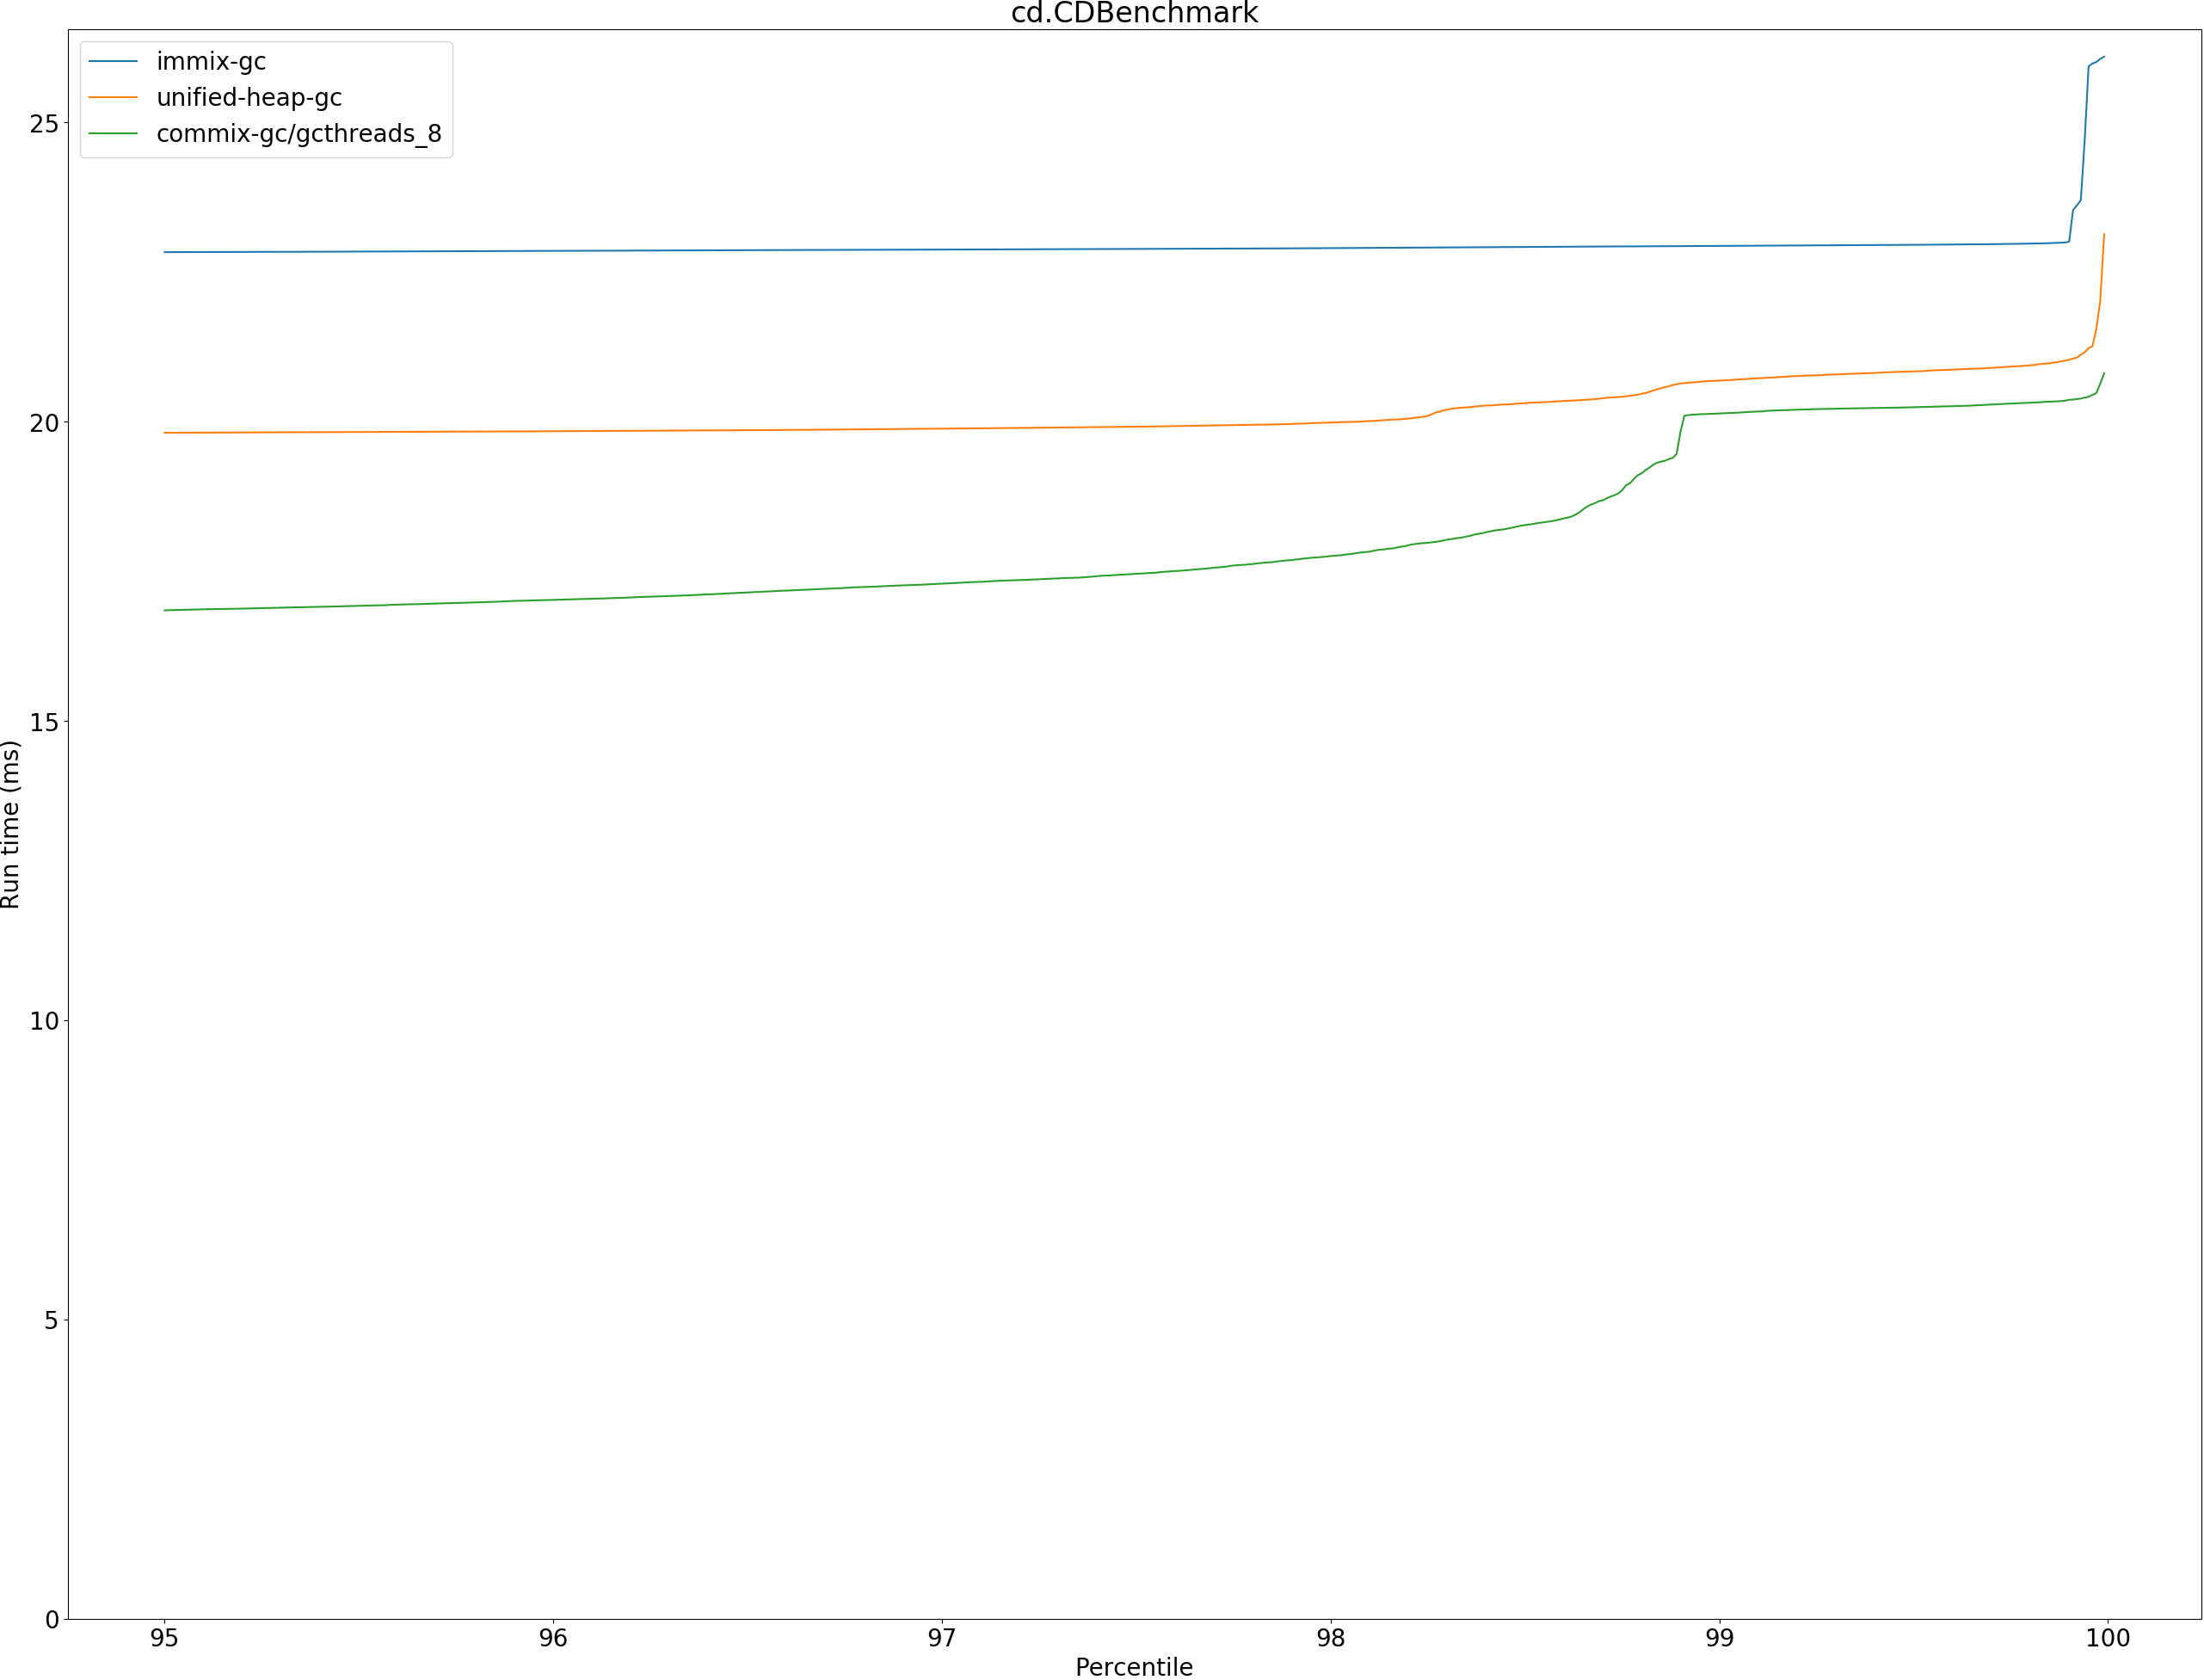 cd.CDBenchmark
immix-gc
unified-heap-gc
commix-gc/gcthreads_8
25
20
15
10
5
0
Run time (ms)
95 96 97 98 99 100
Percentile